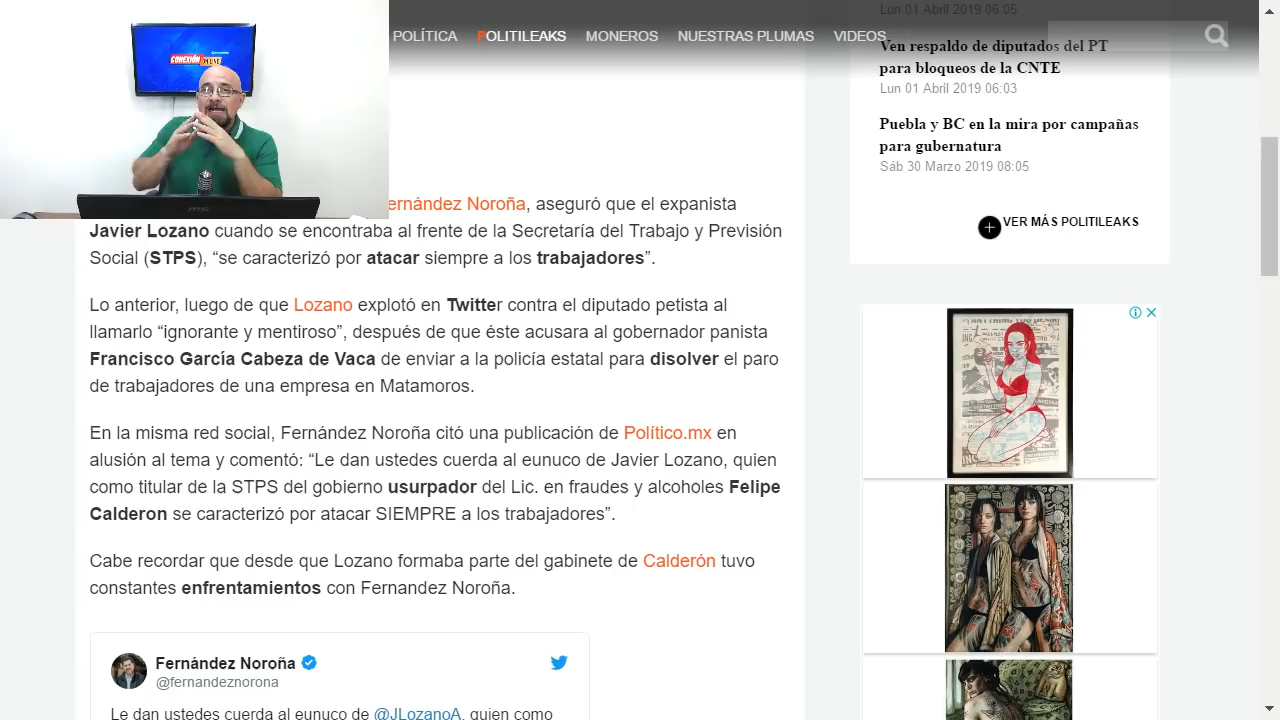 CONEXIÓN
POLÍTICA POLITILEAKS MONEROS NUESTRAS PLUMAS VIDEOS
Lun 01 Abril 2019 06:05
Ven respaldo de diputados del PT
para bloqueos de la CNTE
Lun 01 Abril 2019 06:03
Puebla y BC en la mira por campañas
para gubernatura
Sáb 30 Marzo 2019 08:05
VER MÁS POLITILEAKS
ernández Noroña, aseguró que el expanista
Javier Lozano cuando se encontraba al frente de la Secretaría del Trabajo y Previsión
Social (STPS), “se caracterizó por atacar siempre a los trabajadores”.
Lo anterior, luego de que Lozano explotó en Twitter contra el diputado petista al
llamarlo “ignorante y mentiroso”, después de que éste acusara al gobernador panista
Francisco García Cabeza de Vaca de enviar a la policía estatal para disolver el paro
de trabajadores de una empresa en Matamoros.
En la misma red social, Fernández Noroña citó una publicación de Político.mx en
alusión al tema y comentó: “Le dan ustedes cuerda al eunuco de Javier Lozano, quien
como titular de la STPS del gobierno usurpador del Lic. en fraudes y alcoholes Felipe
Calderon se caracterizó por atacar SIEMPRE a los trabajadores”.
Cabe recordar que desde que Lozano formaba parte del gabinete de Calderón tuvo
constantes enfrentamientos con Fernandez Noroña.
Fernández Noroña
@fernandeznorona
Le dan ustedes cuerda al eunuco de @JLozanoA, quien como